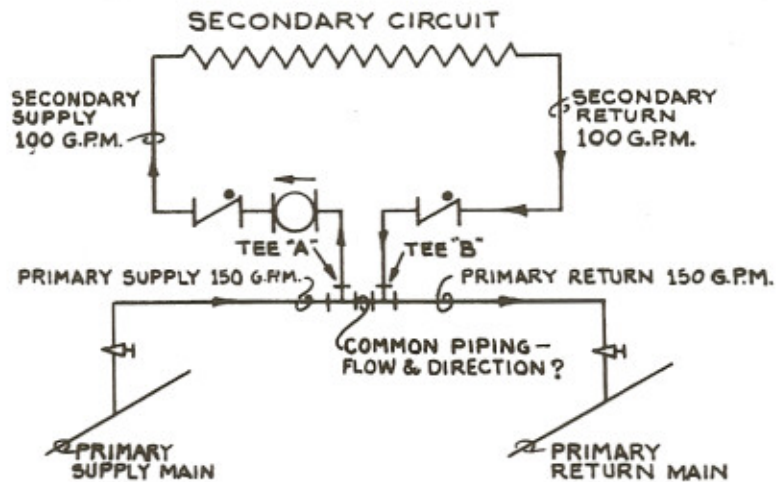 SECONDARY CIRCUIT
SECONDARY
SUPPLY
100 G.P.M.
SECONDARY
RETURN
100 G.P.M.
TEE "A"
TEE "B"
PRIMARY SUPPLY 150 G.P.M.
PRIMARY RETURN 150 G.P.M.
COMMON PIPING —
FLOW & DIRECTION?
PRIMARY
SUPPLY MAIN
PRIMARY
RETURN MAIN